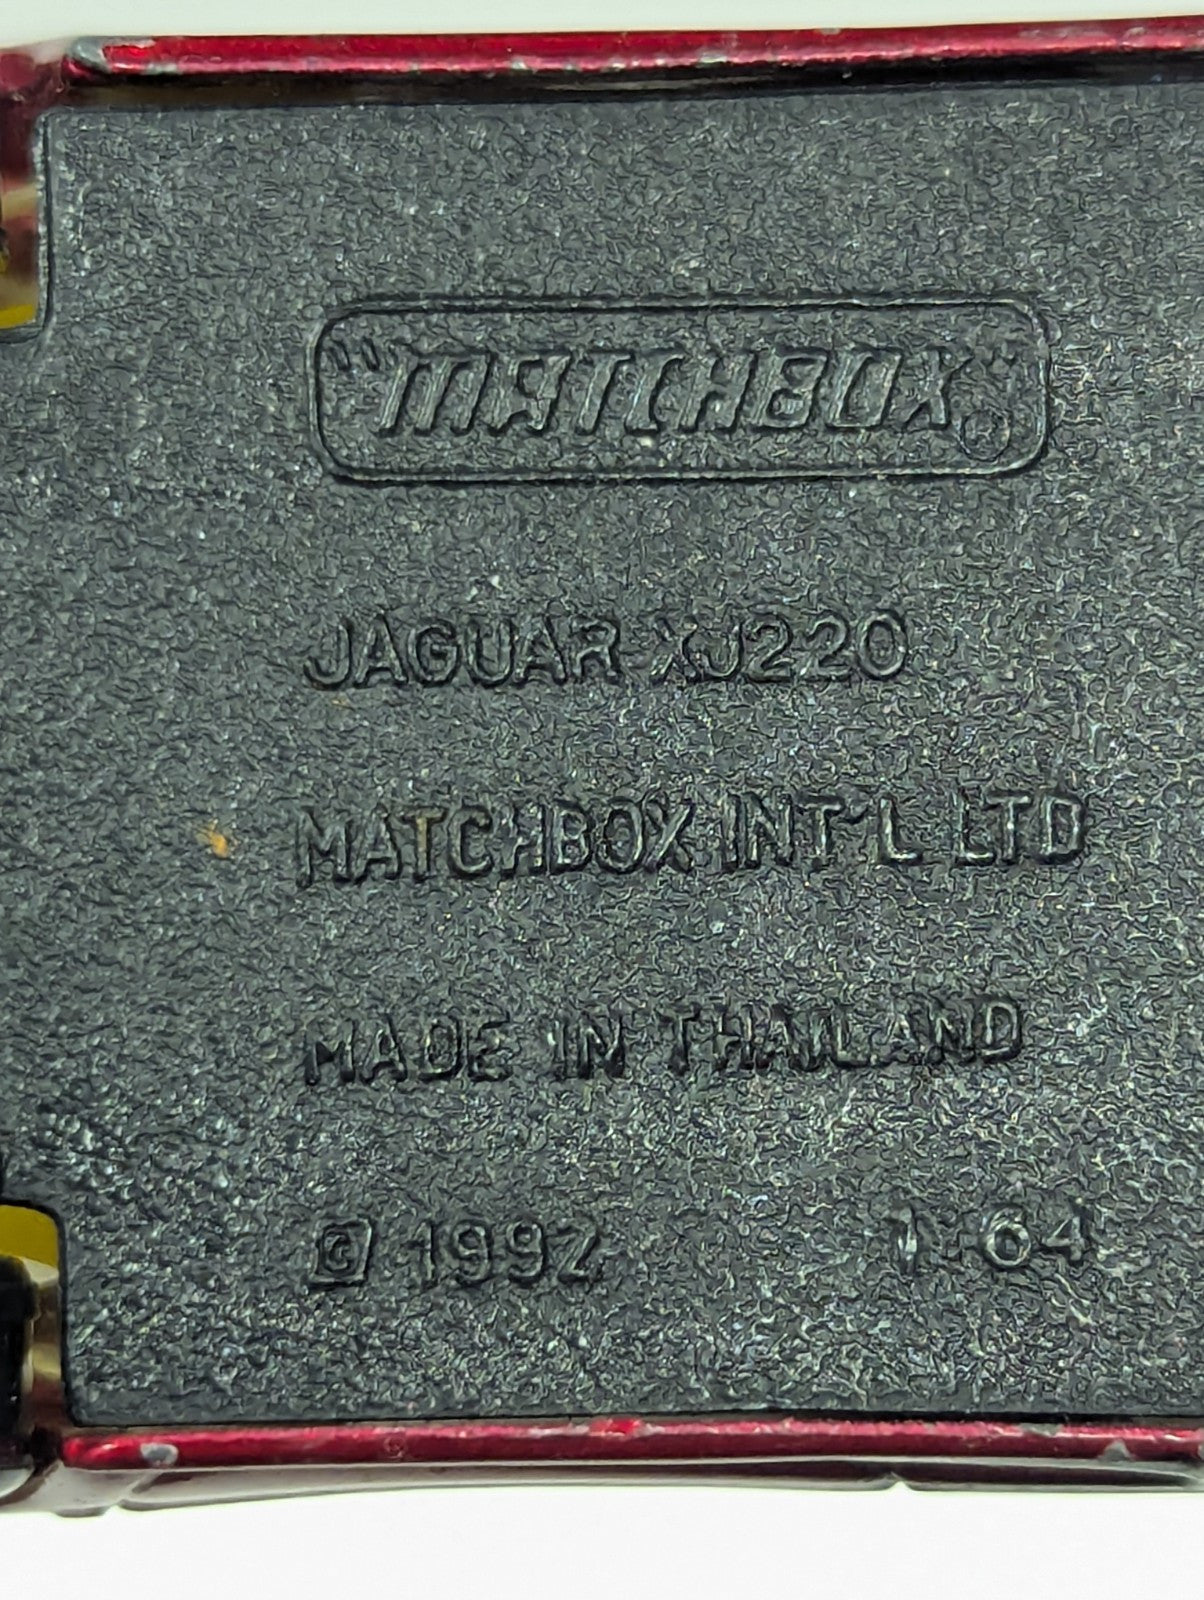 "MATCHBOX"®
JAGUAR XJ220
MATCHBOX INT'L LTD
MADE IN THAILAND
© 1992 1:64